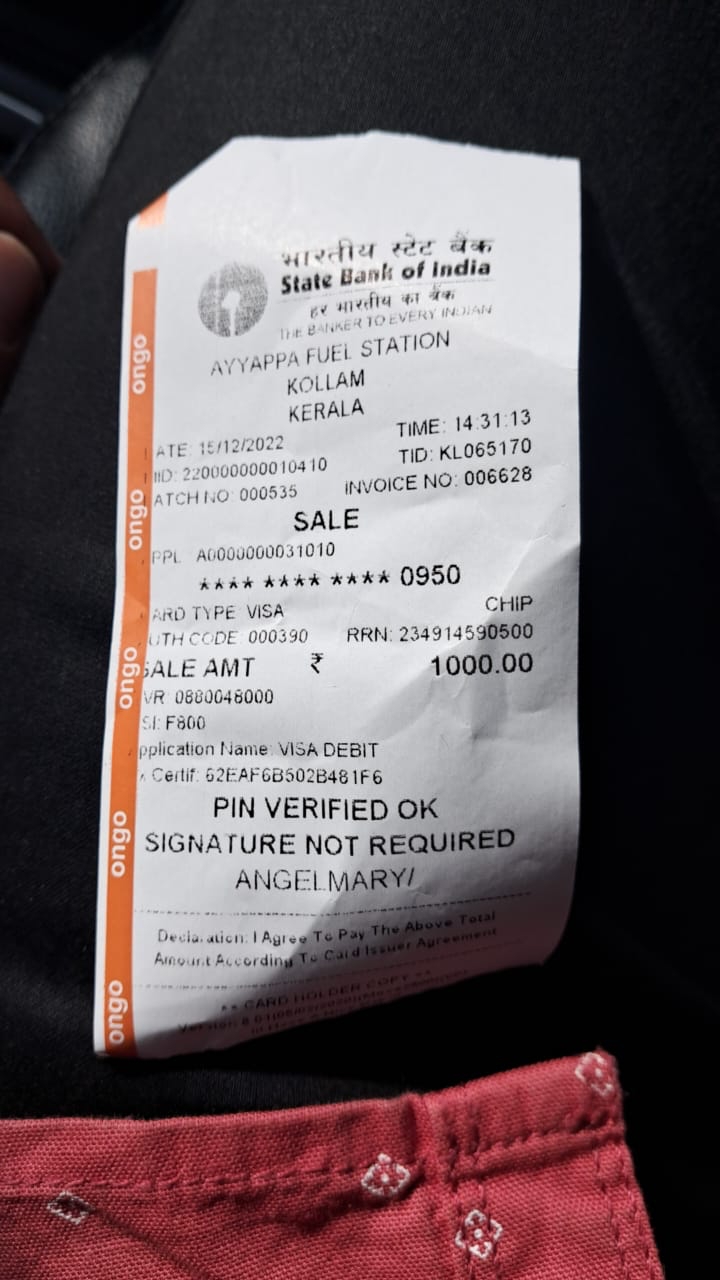 भारतीय स्टेट बैंक
State Bank of India
हर भारतीय का बैंक
THE BANKER TO EVERY INDIAN
AYYAPPA FUEL STATION
KOLLAM
KERALA
ATE: 15/12/2022 TIME: 14:31:13
IID: 220000000010410 TID: KL065170
ATCH NO: 000535 INVOICE NO: 006628
SALE
PPL A0000000031010
**** **** **** 0950
ARD TYPE VISA CHIP
UTH CODE: 000390 RRN: 234914590500
SALE AMT ₹ 1000.00
VR: 0880048000
SI: F800
pplication Name: VISA DEBIT
Certif: 62EAF6B502B481F6
PIN VERIFIED OK
SIGNATURE NOT REQUIRED
ANGELMARY/
Declaration: I Agree To Pay The Above Total
Amount According To Card Issuer Agreement
** CARD HOLDER COPY **
ongo
ongo
ongo
ongo
ongo